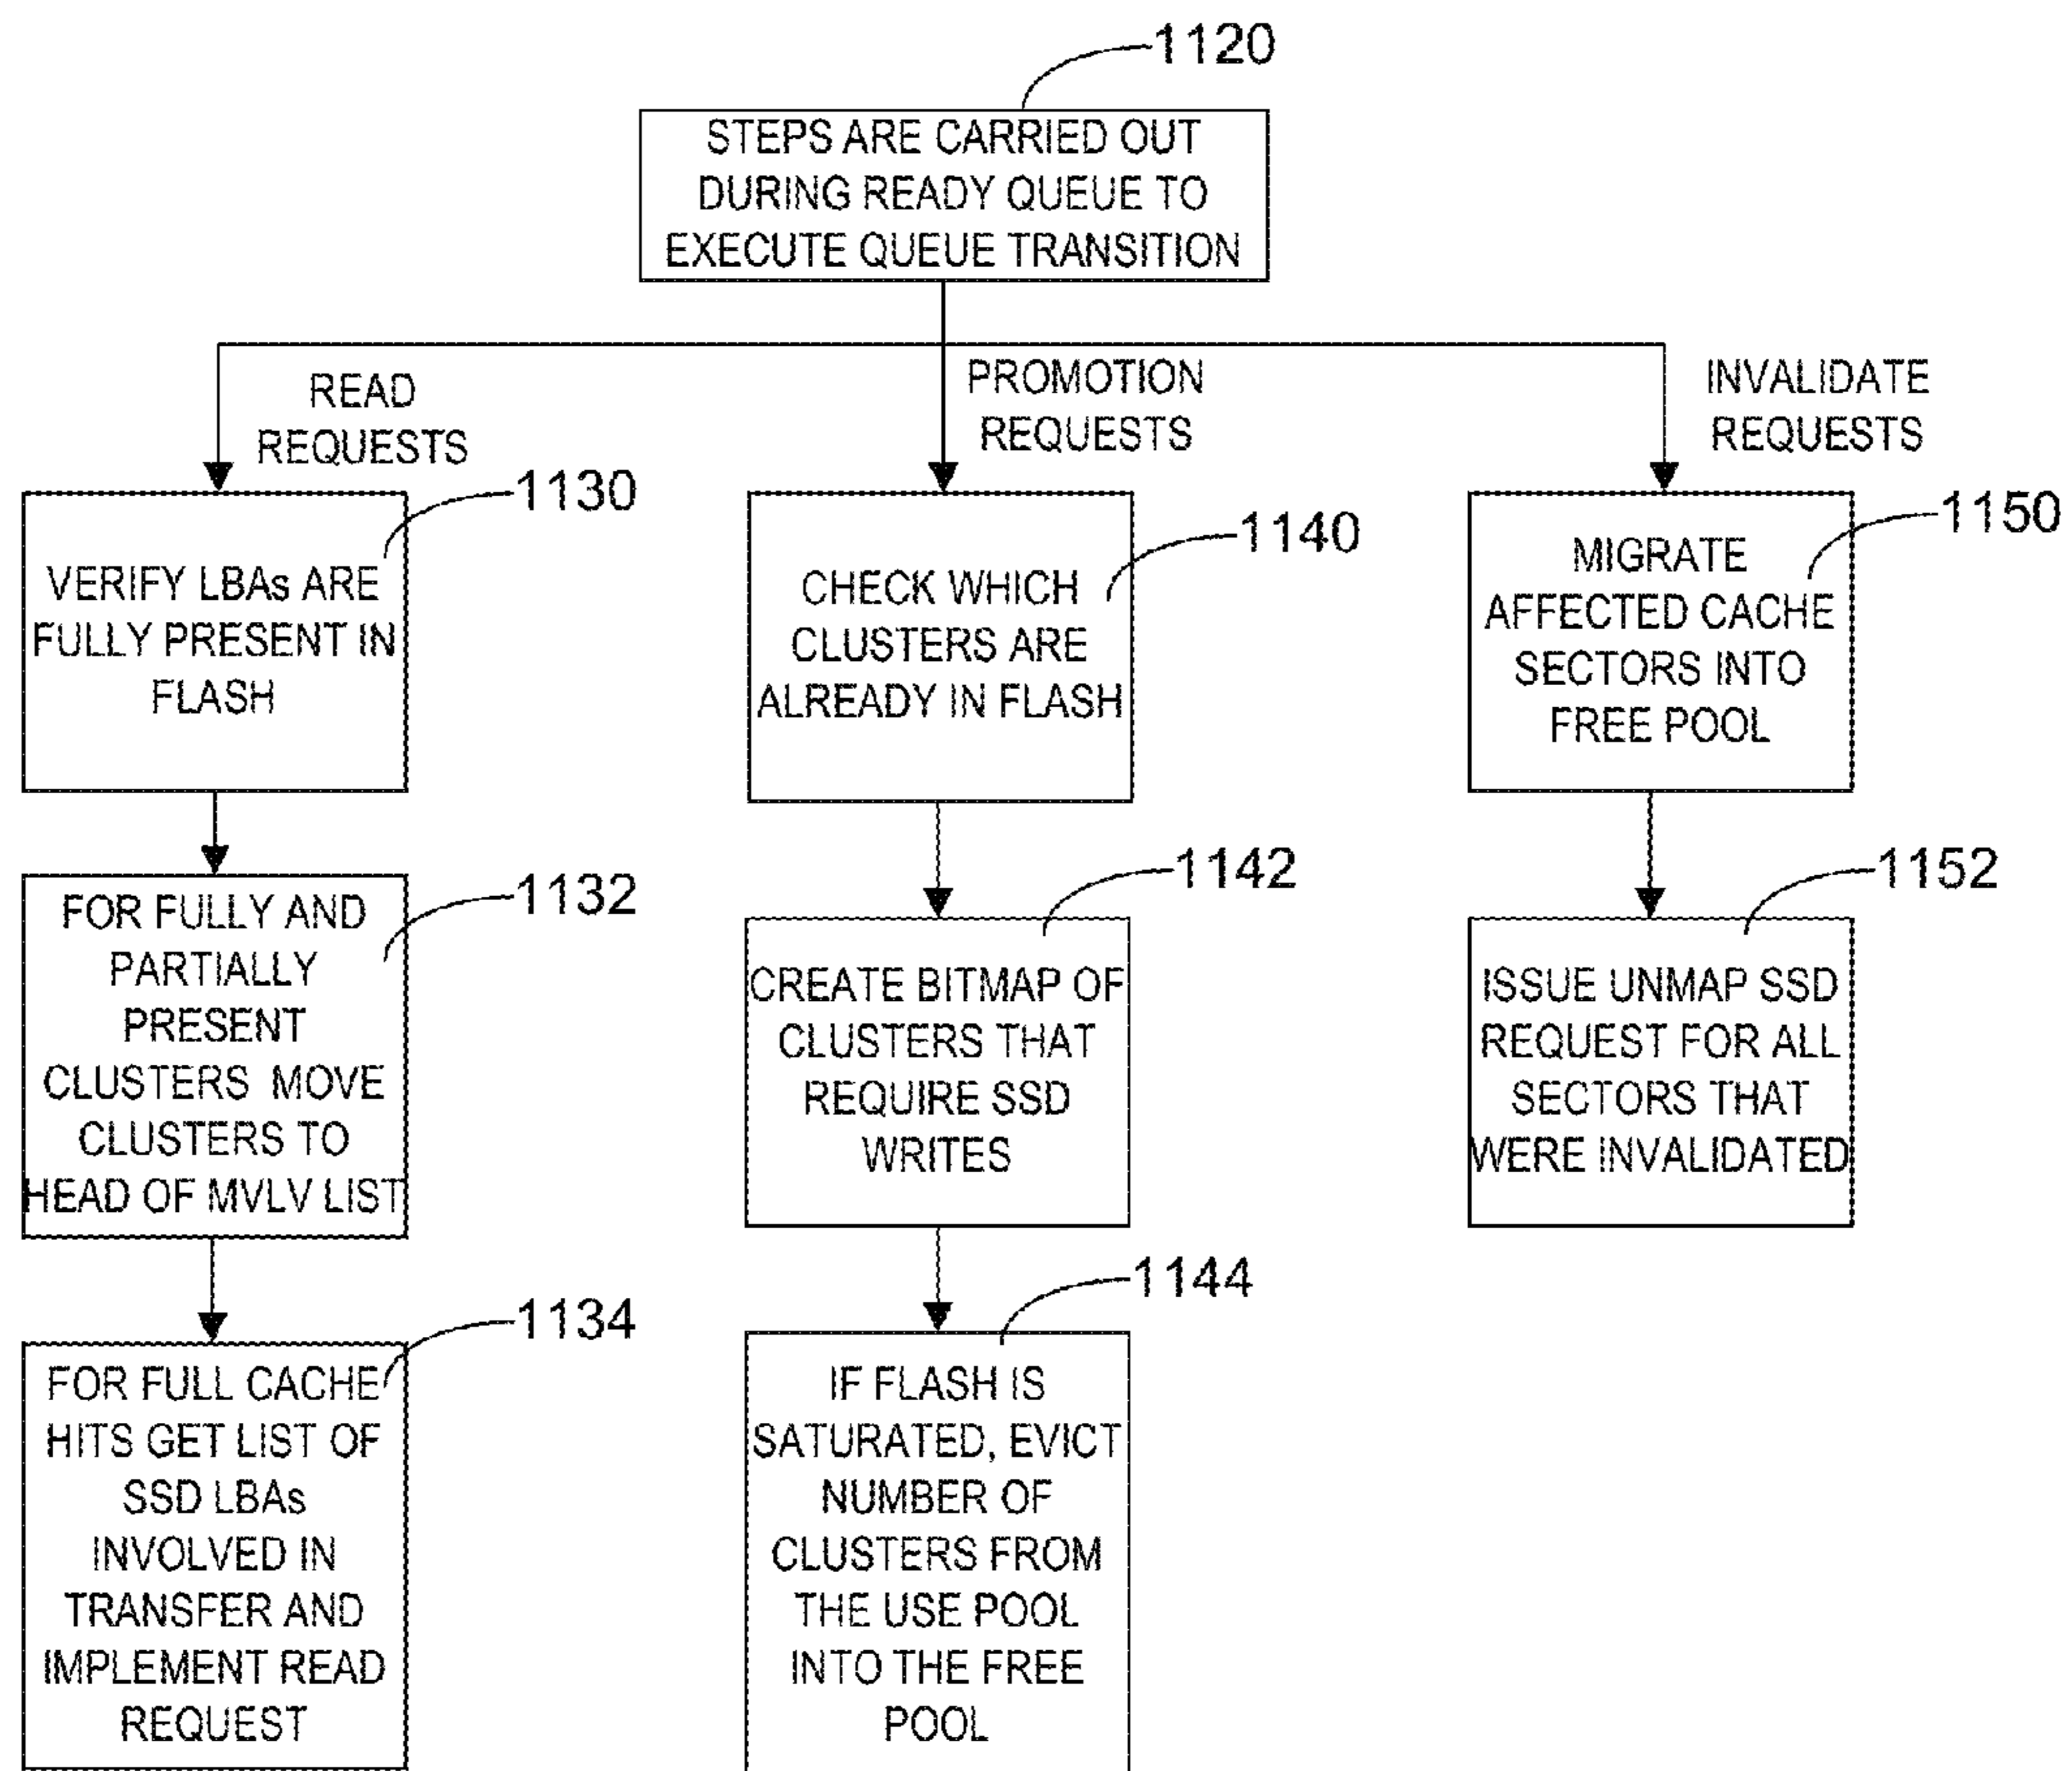 1120
STEPS ARE CARRIED OUT
DURING READY QUEUE TO
EXECUTE QUEUE TRANSITION
READ
REQUESTS
PROMOTION
REQUESTS
INVALIDATE
REQUESTS
1130
VERIFY LBAs ARE
FULLY PRESENT IN
FLASH
1132
FOR FULLY AND
PARTIALLY
PRESENT
CLUSTERS MOVE
CLUSTERS TO
HEAD OF MVLV LIST
1134
FOR FULL CACHE
HITS GET LIST OF
SSD LBAs
INVOLVED IN
TRANSFER AND
IMPLEMENT READ
REQUEST
1140
CHECK WHICH
CLUSTERS ARE
ALREADY IN FLASH
1142
CREATE BITMAP OF
CLUSTERS THAT
REQUIRE SSD
WRITES
1144
IF FLASH IS
SATURATED, EVICT
NUMBER OF
CLUSTERS FROM
THE USE POOL
INTO THE FREE
POOL
1150
MIGRATE
AFFECTED CACHE
SECTORS INTO
FREE POOL
1152
ISSUE UNMAP SSD
REQUEST FOR ALL
SECTORS THAT
WERE INVALIDATED